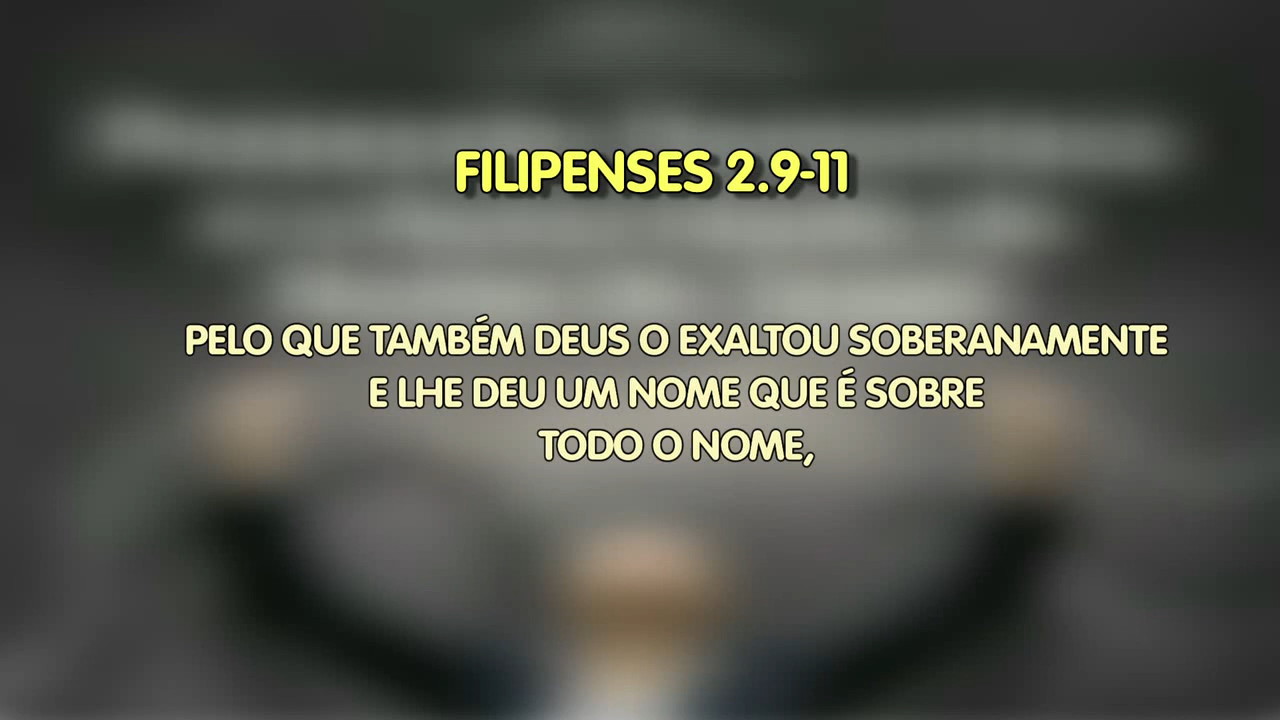 FILIPENSES 2.9-11
PELO QUE TAMBÉM DEUS O EXALTOU SOBERANAMENTE
E LHE DEU UM NOME QUE É SOBRE
TODO O NOME,